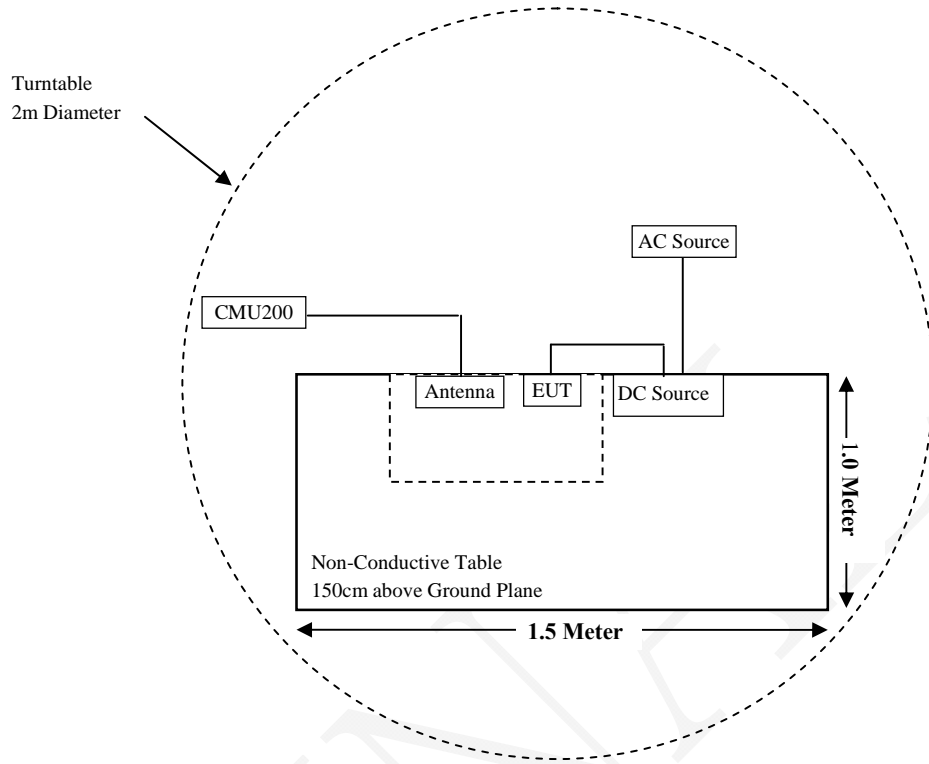 Turntable
2m Diameter
AC Source
CMU200
Antenna
EUT
DC Source
1.0 Meter
Non-Conductive Table
150cm above Ground Plane
1.5 Meter